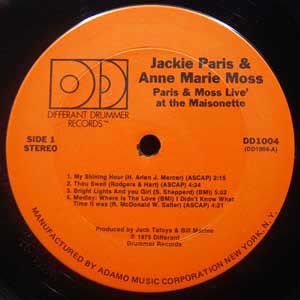 Jackie Paris &
Anne Marie Moss
Paris & Moss Live'
at the Maisonette
DIFFERANT DRUMMER
RECORDS™
SIDE 1
STEREO
DD1004
(DD1004-A)
1. My Shining Hour (H. Arlen J. Mercer) (ASCAP) 2:15
2. Thou Swell (Rodgers & Hart) (ASCAP) 4:34
3. Bright Lights And you Girl (S. Shepperd) (BMI) 5:02
4. Medley: Where Is The Love (BMI) I Didn't Know What
Time It was (R. McDonald W. Salter) (ASCAP) 4:21
Produced by Jack Tafoya & Bill
© 1975 Different
Drummer Records
MANUFACTURED BY ADAMO MUSIC CORPORATION NEW YORK, N.Y.